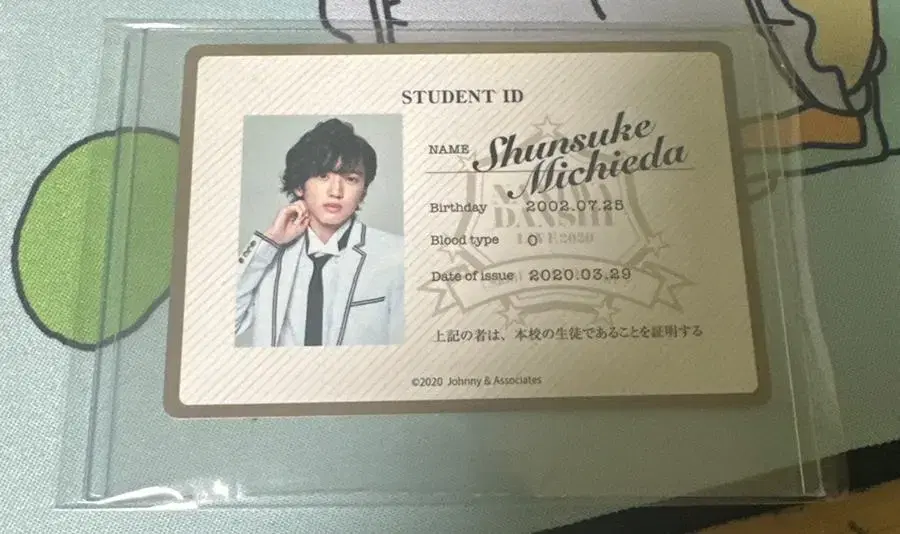 STUDENT ID
NAME Shunsuke Michieda
DANSHI
LIVE2020
Birthday 2002.07.25
Blood type O
Date of issue 2020.03.29
上記の者は、本校の生徒であることを証明する
©2020 Johnny & Associates